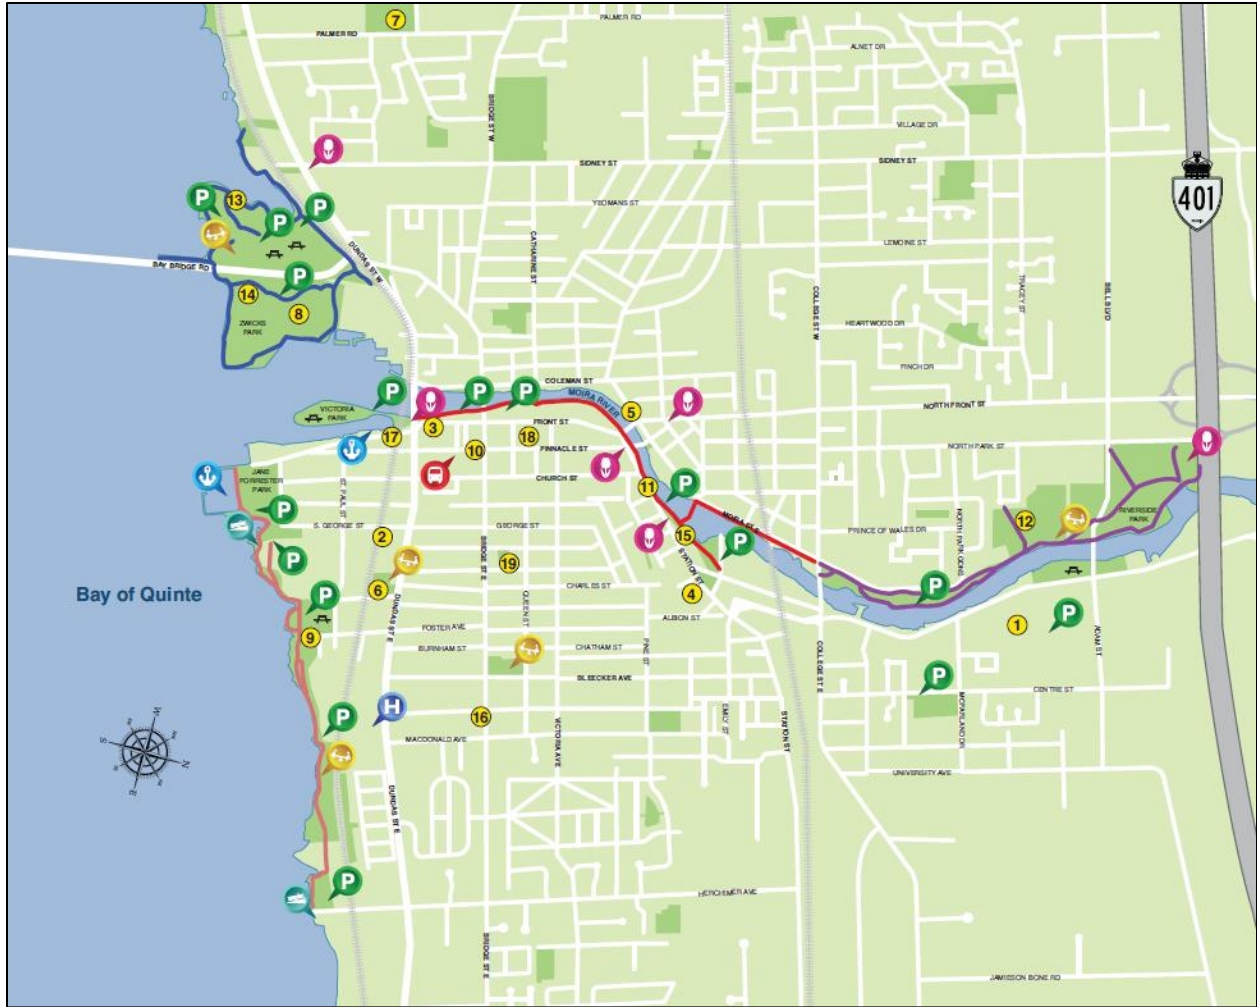 7
PALMER RD
PALMER RD
ALNET DR
BRIDGE ST W
VILLAGE DR
SIDNEY ST
SIDNEY ST
401
P
13
P
P
YEOMANS ST
CATHARINE ST
LEMOINE ST
DUNDAS ST W
BAY BRIDGE RD
P
TRACEY ST
BELL BLVD
14
8
COLLEGE ST W
ZWICKS
PARK
HEARTWOOD DR
FINCH DR
COLEMAN ST
P
P
P
MOIRA RIVER
NORTH FRONT ST
VICTORIA
PARK
3
5
FRONT ST
17
18
10
PINNACLE ST
NORTH PARK ST
JANE
FORRESTER
PARK
ST. PAUL ST
CHURCH ST
11
P
P
MOIRA ST E
RIVERSIDE
PARK
S. GEORGE ST
GEORGE ST
PRINCE OF WALES DR
NORTH PARK GDNS
12
2
15
P
P
BRIDGE ST E
19
STATION ST
Bay of Quinte
6
CHARLES ST
4
P
P
DUNDAS ST E
QUEEN ST
ALBION ST
1
P
9
FOSTER AVE
BURNHAM ST
CHATHAM ST
PINE ST
ADAM ST
COLLEGE ST E
BLEECKER AVE
P
CENTRE ST
H
16
P
EMILY ST
STATION ST
MCFARLAND DR
MACDONALD AVE
VICTORIA AVE
W
S
N
E
UNIVERSITY AVE
DUNDAS ST E
P
HERCHIMER AVE
BRIDGE ST E
JAMIESON BONE RD